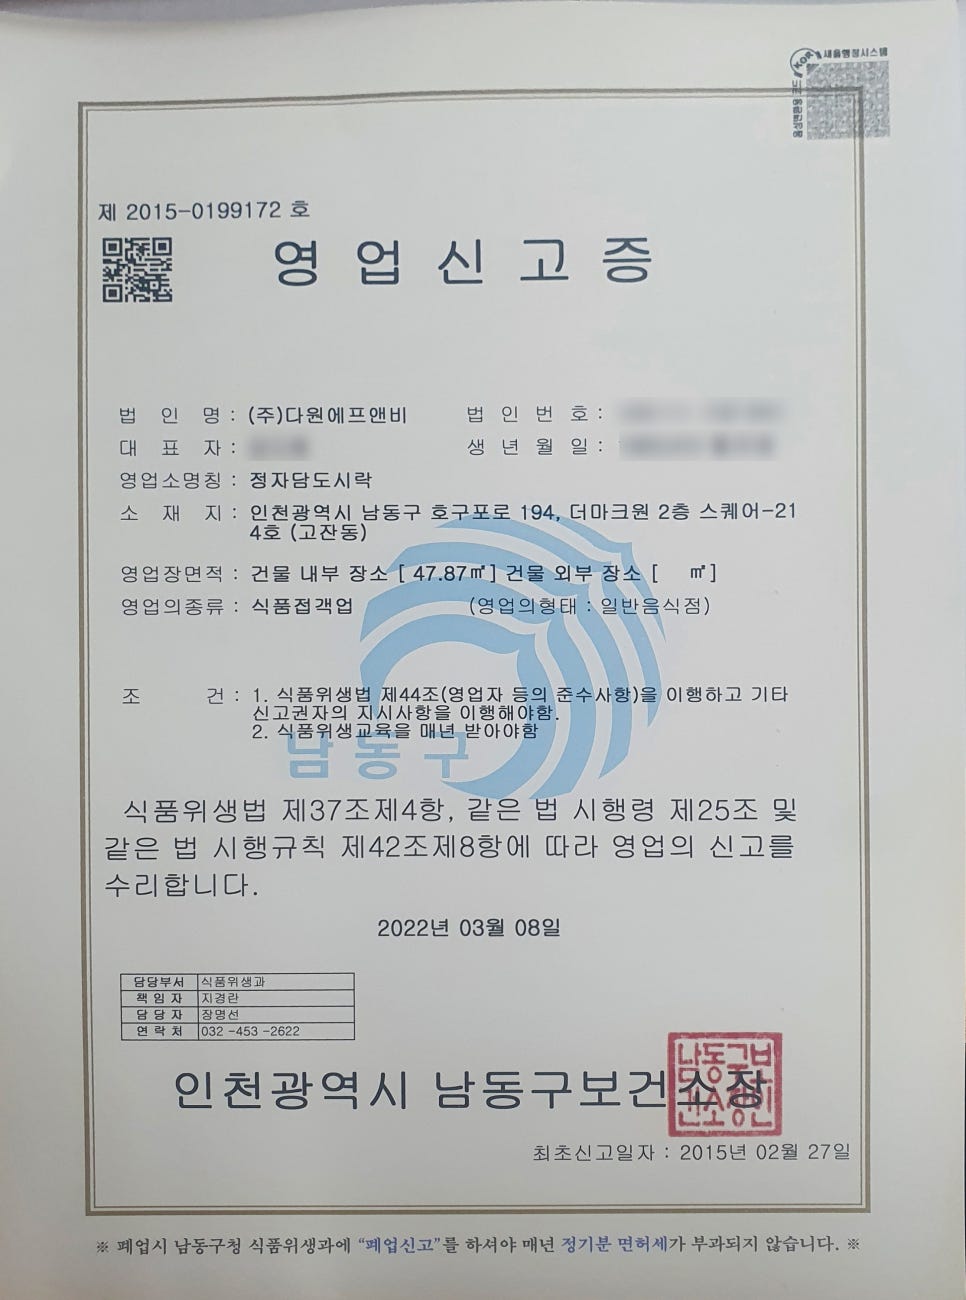 KOR 새올행정시스템
음성변환용 코드
제 2015-0199172 호
영 업 신 고 증
법 인 명 : (주)다원에프앤비 법 인 번 호 :
대 표 자 : 생 년 월 일 :
영업소명칭 : 정자담도시락
소 재 지 : 인천광역시 남동구 호구포로 194, 더마크원 2층 스퀘어-21
4호 (고잔동)
영업장면적 : 건물 내부 장소 [ 47.87㎡] 건물 외부 장소 [ ㎡]
영업의종류 : 식품접객업 (영업의형태 : 일반음식점)
조 건 : 1. 식품위생법 제44조(영업자 등의 준수사항)을 이행하고 기타
신고권자의 지시사항을 이행해야함.
2. 식품위생교육을 매년 받아야함
남동구
식품위생법 제37조제4항, 같은 법 시행령 제25조 및
같은 법 시행규칙 제42조제8항에 따라 영업의 신고를
수리합니다.
2022년 03월 08일
담당부서 식품위생과
책 임 자 지경란
담 당 자 장명선
연 락 처 032 -453 -2622
인천광역시 남동구보건소장
남동구보
건소장인
최초신고일자 : 2015년 02월 27일
※ 폐업시 남동구청 식품위생과에 “폐업신고”를 하셔야 매년 정기분 면허세가 부과되지 않습니다. ※